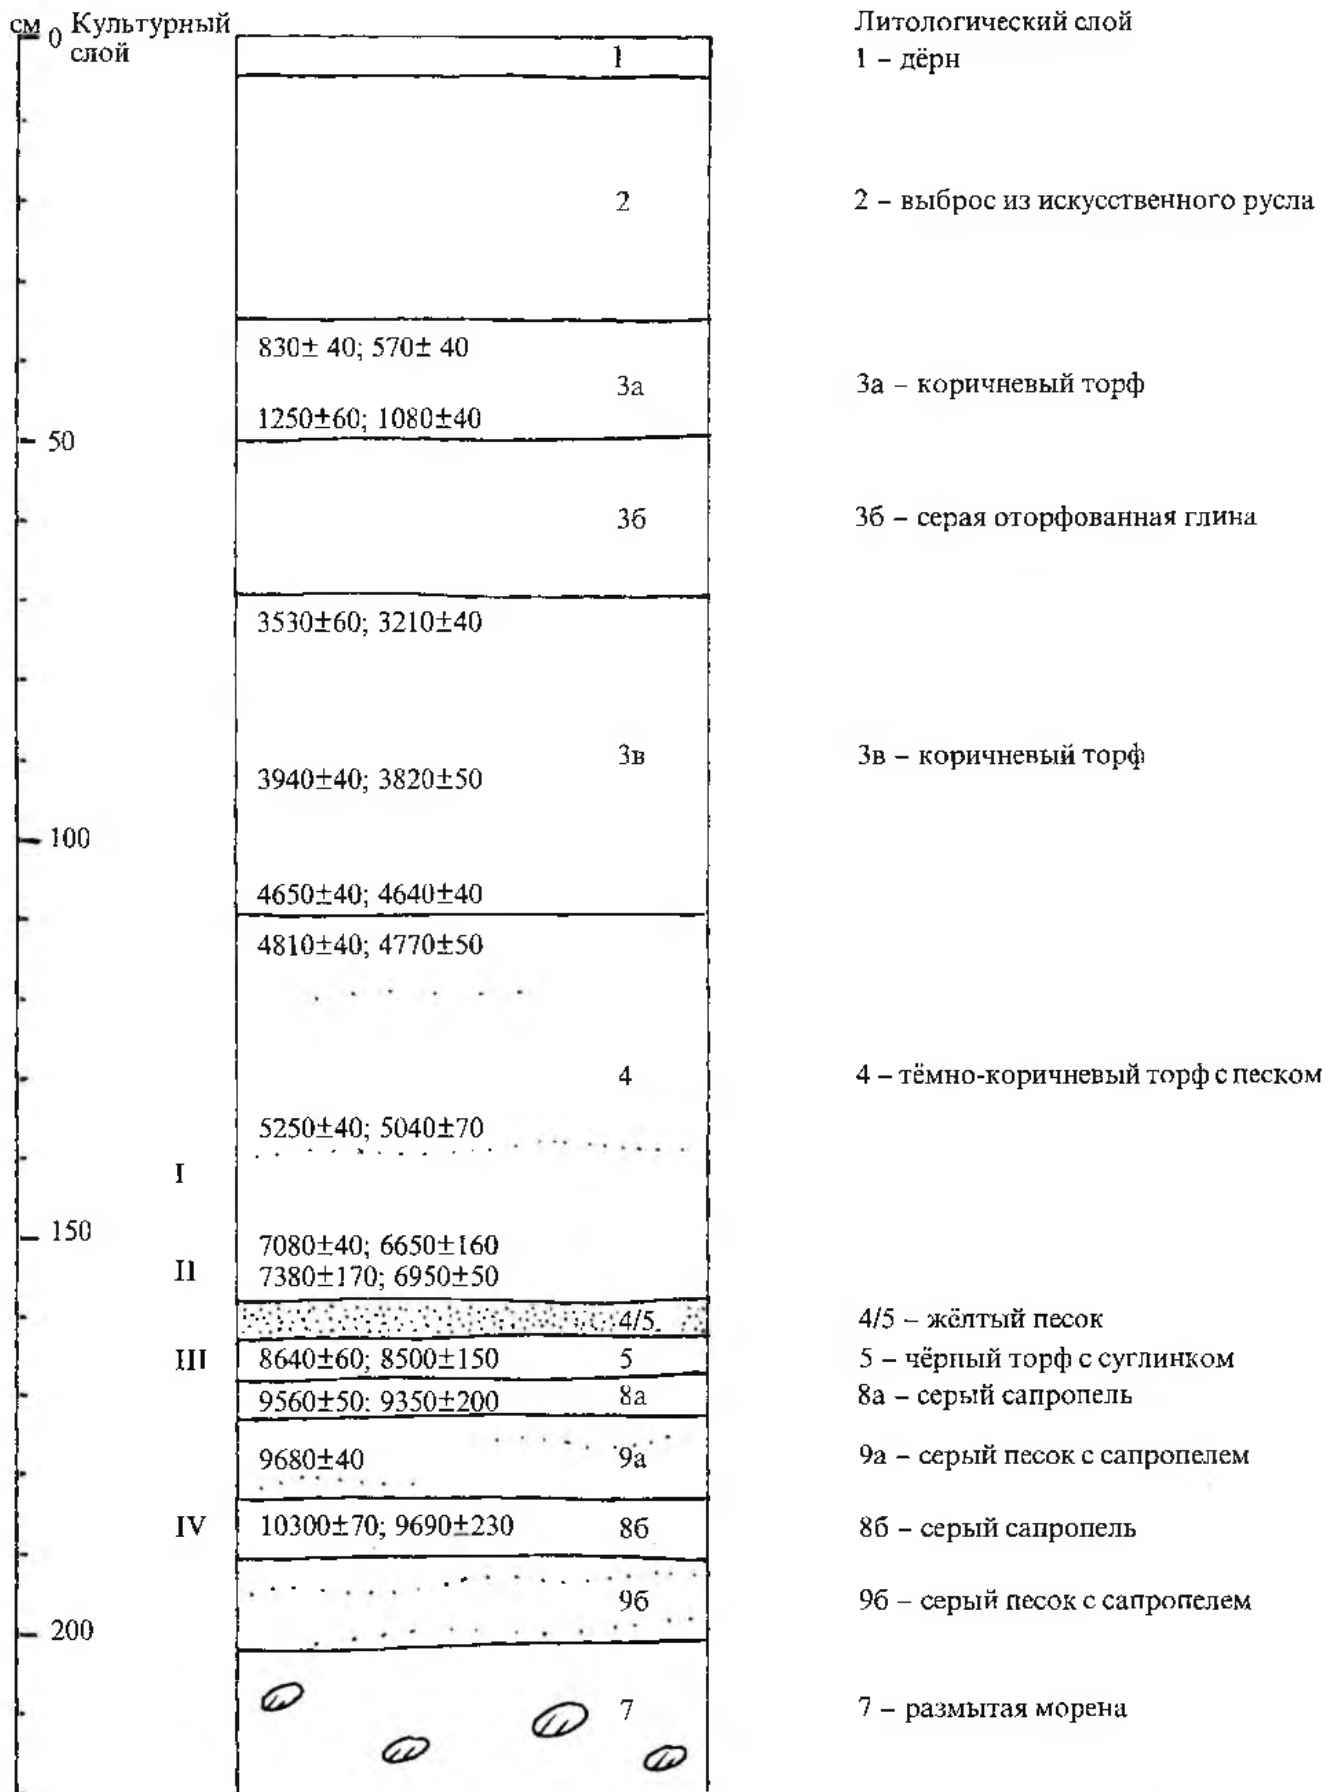 см
0
Культурный
слой
Литологический слой
1
1 – дёрн
2
2 – выброс из искусственного русла
830± 40; 570± 40
3а
3а – коричневый торф
1250±60; 1080±40
50
3б
3б – серая оторфованная глина
3530±60; 3210±40
3в
3в – коричневый торф
3940±40; 3820±50
100
4650±40; 4640±40
4810±40; 4770±50
4
4 – тёмно-коричневый торф с песком
5250±40; 5040±70
I
150
7080±40; 6650±160
II
7380±170; 6950±50
4/5
4/5 – жёлтый песок
III
8640±60; 8500±150
5
5 – чёрный торф с суглинком
9560±50; 9350±200
8а
8а – серый сапропель
9680±40
9а
9а – серый песок с сапропелем
IV
10300±70; 9690±230
8б
8б – серый сапропель
9б
9б – серый песок с сапропелем
200
7
7 – размытая морена